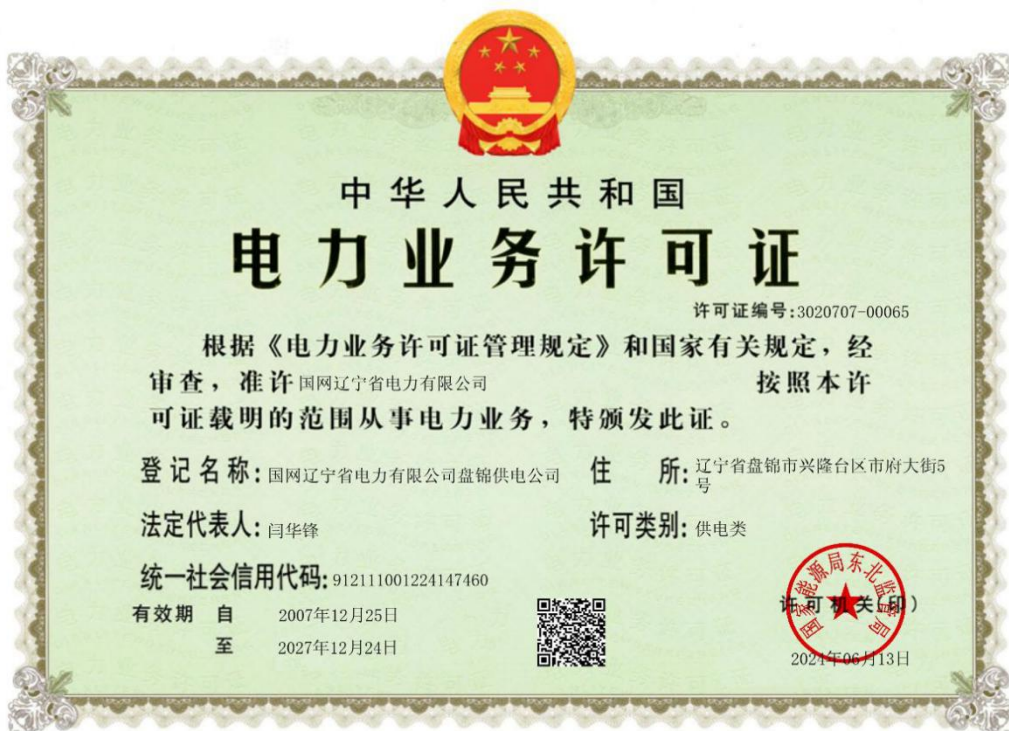 中华人民共和国
电力业务许可证
许可证编号:3020707-00065
根据《电力业务许可证管理规定》和国家有关规定，经
审查，准许国网辽宁省电力有限公司 按照本许
可证载明的范围从事电力业务，特颁发此证。
登记名称:国网辽宁省电力有限公司盘锦供电公司
住 所:辽宁省盘锦市兴隆台区市府大街5
号
法定代表人:闫华锋
许可类别:供电类
统一社会信用代码:912111001224147460
有效期 自 2007年12月25日
至 2027年12月24日
国家能源局东北监管局
许可机关(印)
2024年06月13日